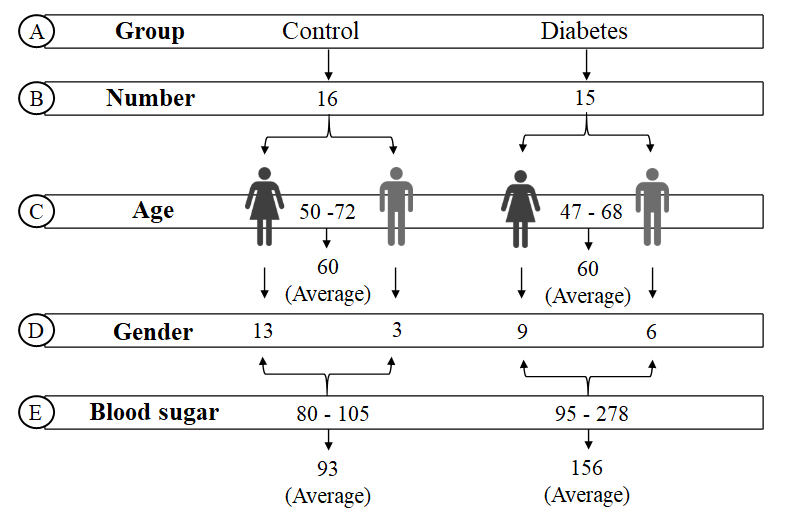 A Group Control Diabetes
B Number 16 15
C Age 50 -72 47 - 68
60 60
(Average) (Average)
D Gender 13 3 9 6
E Blood sugar 80 - 105 95 - 278
93 156
(Average) (Average)